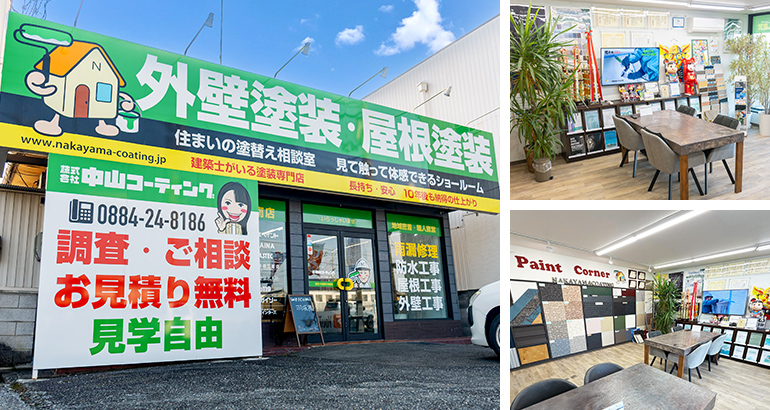 外壁塗装・屋根塗装
N
www.nakayama-coating.jp
住まいの塗替え相談室
見て触って体感できるショールーム
建築士がいる塗装専門店
長持ち・安心
10年後も納得の仕上がり
株式会社
中山コーティング
0884-24-8186
調査・ご相談
お見積り無料
見学自由
雨漏修理
防水工事
屋根工事
外壁工事
WELCOME
Paint Corner
NAKAYAMA COATING